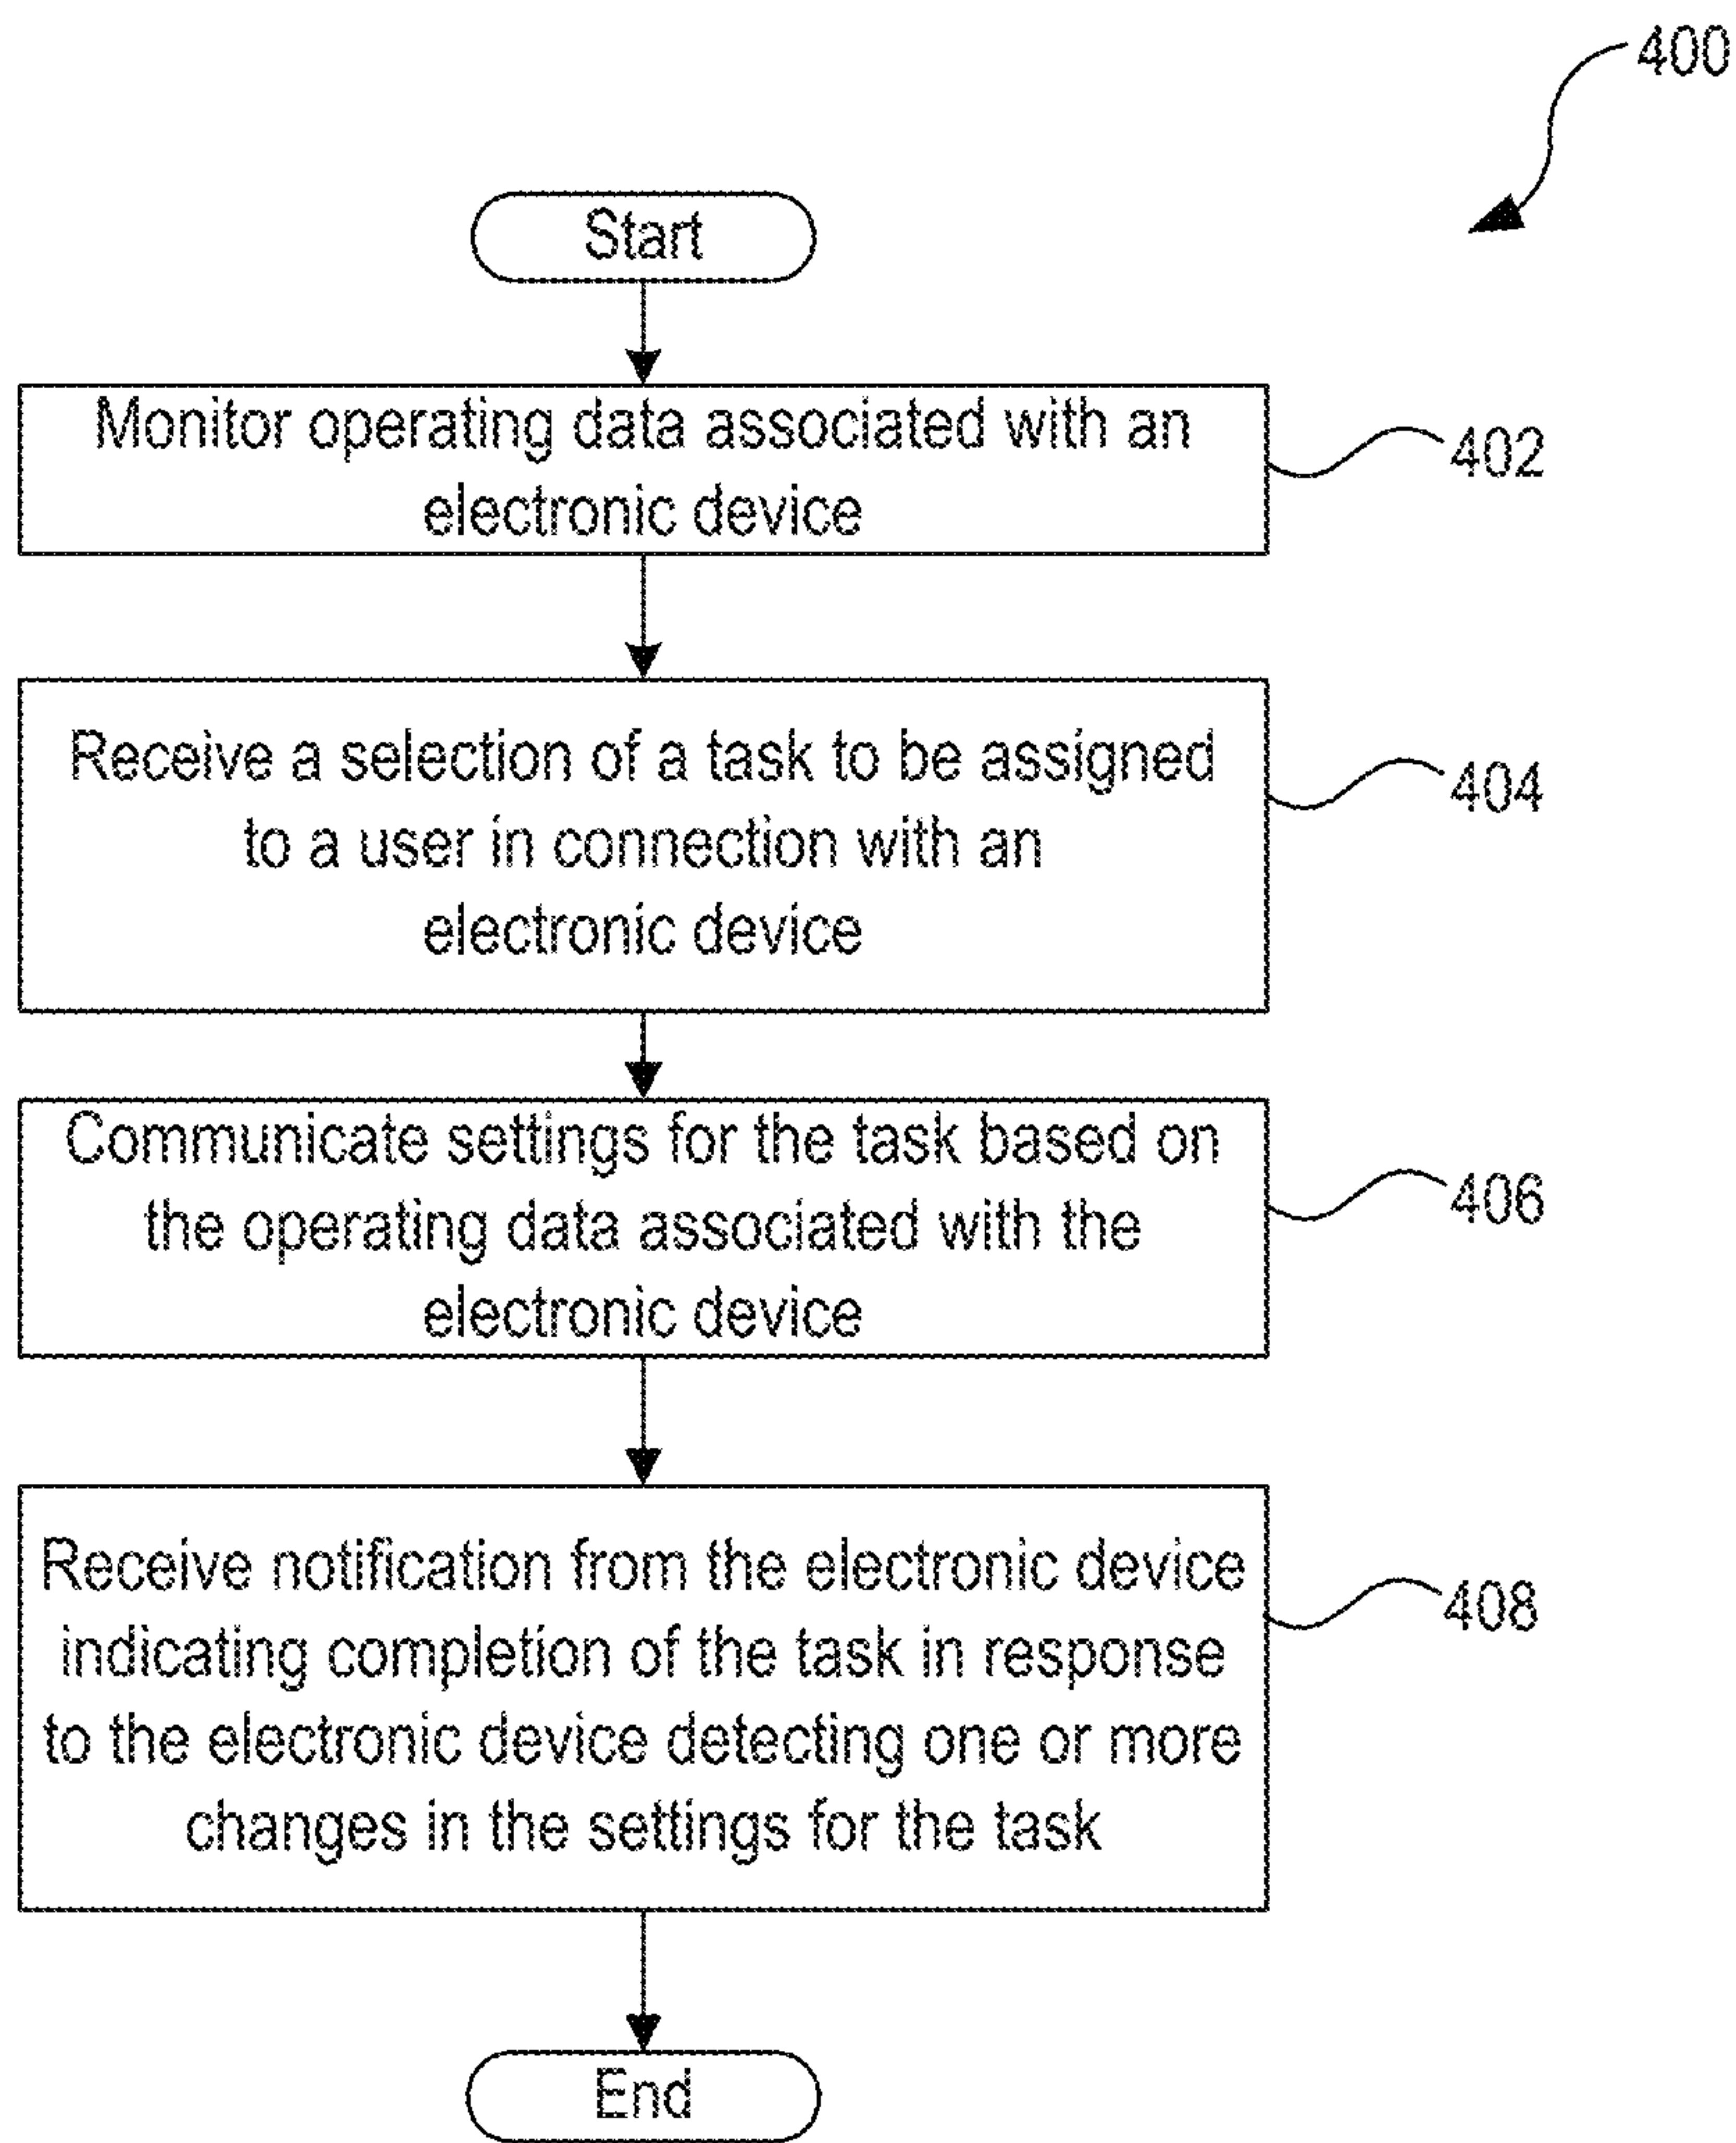 400
Start
Monitor operating data associated with an
electronic device
402
Receive a selection of a task to be assigned
to a user in connection with an
electronic device
404
Communicate settings for the task based on
the operating data associated with the
electronic device
406
Receive notification from the electronic device
indicating completion of the task in response
to the electronic device detecting one or more
changes in the settings for the task
408
End